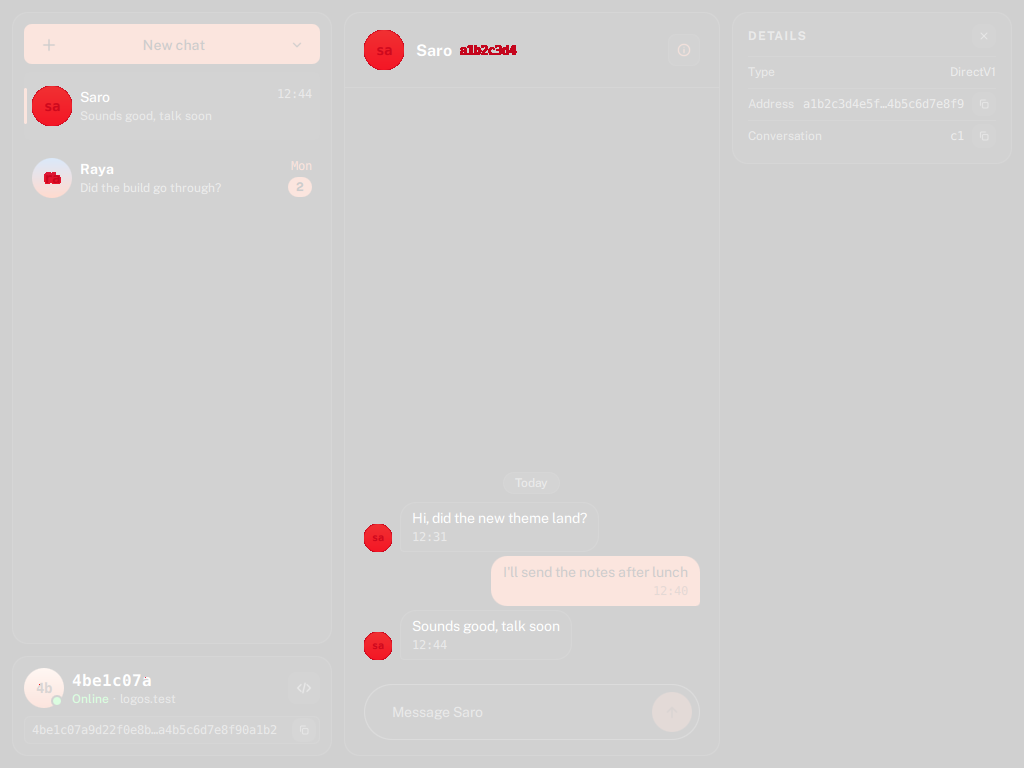 New chat
Saro
12:44
Sounds good, talk soon
Raya
Mon
Did the build go through?
2
4b
4be1c07a
Online · logos.test
4be1c07a9d22f0e8b…a4b5c6d7e8f90a1b2
sa
Saro a1b2c3d4
Today
Hi, did the new theme land?
12:31
sa
I'll send the notes after lunch
12:40
Sounds good, talk soon
12:44
sa
Message Saro
DETAILS
Type DirectV1
Address a1b2c3d4e5f…4b5c6d7e8f9
Conversation c1
sa